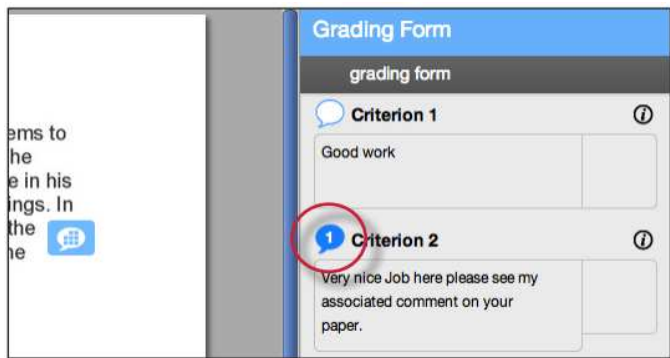 Grading Form
grading form
ems to
he
e in his
ings. In
the
ne
Criterion 1
Good work
1 Criterion 2
Very nice Job here please see my
associated comment on your
paper.